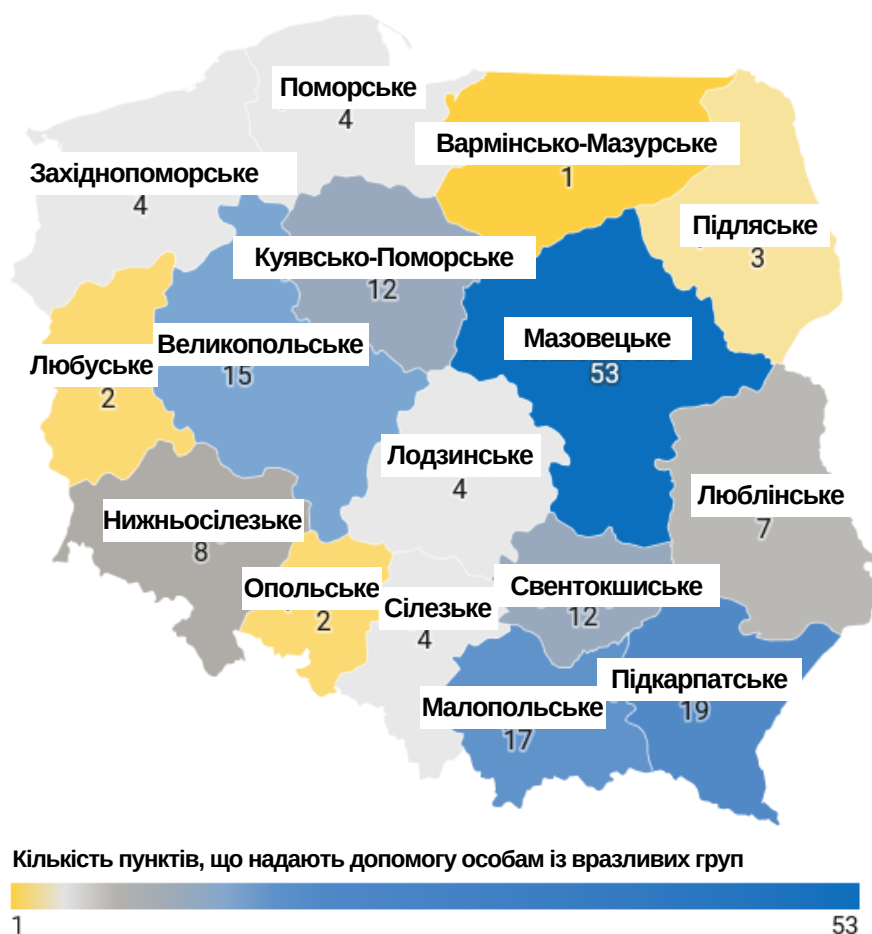 Поморське
4
Вармінсько-Мазурське
1
Західнопоморське
4
Підляське
3
Куявсько-Поморське
12
Мазовецьке
53
Великопольське
15
Любуське
2
Лодзинське
4
Люблінське
7
Нижньосілезьке
8
Опольське
2
Сілезьке
4
Свентокшиське
12
Підкарпатське
19
Малопольське
17
Кількість пунктів, що надають допомогу особам із вразливих груп
1
53